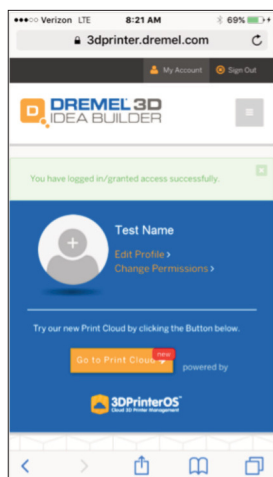 Verizon LTE 8:21 AM 69%
3dprinter.dremel.com
My Account Sign Out
D.
DREMEL 3D
IDEA BUILDER
You have logged in/granted access successfully.
Test Name
Edit Profile >
Change Permissions >
Try our new Print Cloud by clicking the Button below.
new
Go to Print Cloud
powered by
3DPrinterOS™
Cloud 3D Printer Management